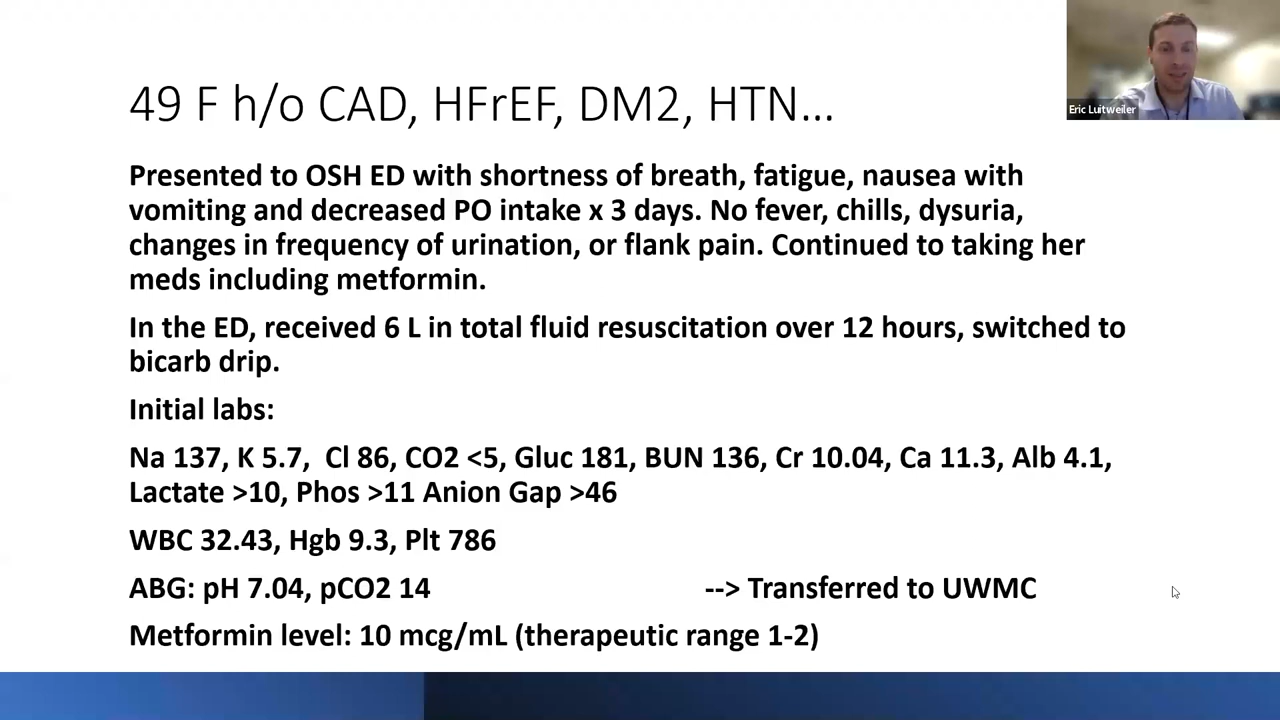 49 F h/o CAD, HFrEF, DM2, HTN...
Eric Luitweiler
Presented to OSH ED with shortness of breath, fatigue, nausea with
vomiting and decreased PO intake x 3 days. No fever, chills, dysuria,
changes in frequency of urination, or flank pain. Continued to taking her
meds including metformin.
In the ED, received 6 L in total fluid resuscitation over 12 hours, switched to
bicarb drip.
Initial labs:
Na 137, K 5.7,  Cl 86, CO2 <5, Gluc 181, BUN 136, Cr 10.04, Ca 11.3, Alb 4.1,
Lactate >10, Phos >11 Anion Gap >46
WBC 32.43, Hgb 9.3, Plt 786
ABG: pH 7.04, pCO2 14 --> Transferred to UWMC
Metformin level: 10 mcg/mL (therapeutic range 1-2)